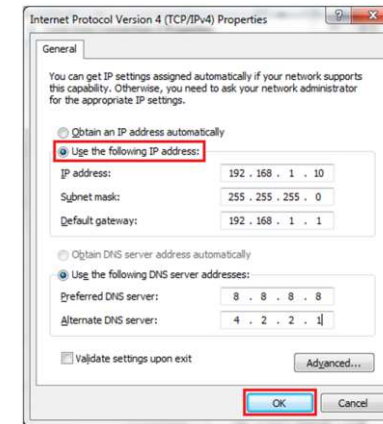 Internet Protocol Version 4 (TCP/IPv4) Properties
General
You can get IP settings assigned automatically if your network supports
this capability. Otherwise, you need to ask your network administrator
for the appropriate IP settings.
Obtain an IP address automatically
Use the following IP address:
IP address: 192 . 168 . 1 . 10
Subnet mask: 255 . 255 . 255 . 0
Default gateway: 192 . 168 . 1 . 1
Obtain DNS server address automatically
Use the following DNS server addresses:
Preferred DNS server: 8 . 8 . 8 . 8
Alternate DNS server: 4 . 2 . 2 . 1
Validate settings upon exit
Advanced...
OK Cancel